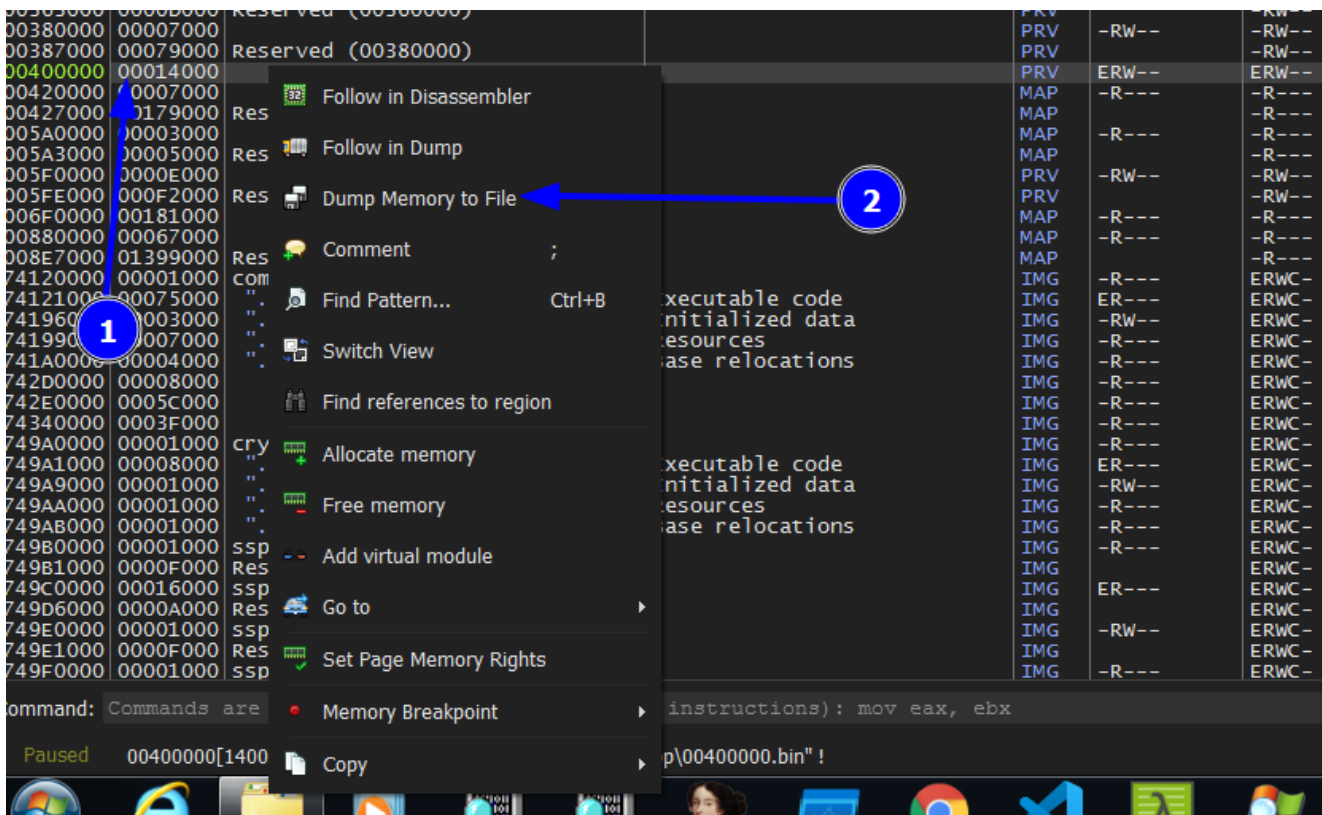 00380000 00007000 PRV -RW-- -RW--
00387000 00079000 Reserved (00380000) PRV -RW--
00400000 00014000 PRV ERW-- ERW--
00420000 00007000 Follow in Disassembler MAP -R--- -R---
00427000 00179000 Res MAP -R---
005A0000 00003000 MAP -R--- -R---
005A3000 00005000 Res Follow in Dump MAP -R---
005F0000 0000E000 PRV -RW-- -RW--
005FE000 000F2000 Res Dump Memory to File 2 PRV -RW--
006F0000 00181000 MAP -R--- -R---
00880000 00067000 MAP -R--- -R---
008E7000 01399000 Res Comment ; MAP -R---
74120000 00001000 com IMG -R--- ERWC-
74121000 00075000 ". Find Pattern... Ctrl+B xecutable code IMG ER--- ERWC-
1 003000 ". nitialized data IMG -RW-- ERWC-
007000 ". Switch View esources IMG -R--- ERWC-
741A0000 00004000 ". ase relocations IMG -R--- ERWC-
742D0000 00008000 IMG -R--- ERWC-
742E0000 0005C000 Find references to region IMG -R--- ERWC-
74340000 0003F000 IMG -R--- ERWC-
749A0000 00001000 cry Allocate memory IMG -R--- ERWC-
749A1000 00008000 ". xecutable code IMG ER--- ERWC-
749A9000 00001000 ". nitialized data IMG -RW-- ERWC-
749AA000 00001000 ". Free memory esources IMG -R--- ERWC-
749AB000 00001000 ". ase relocations IMG -R--- ERWC-
749B0000 00001000 ssp Add virtual module IMG -R--- ERWC-
749B1000 0000F000 Res IMG ERWC-
749C0000 00016000 ssp IMG ER--- ERWC-
749D6000 0000A000 Res Go to IMG ERWC-
749E0000 00001000 ssp IMG -RW-- ERWC-
749E1000 0000F000 Res Set Page Memory Rights IMG ERWC-
749F0000 00001000 ssp IMG -R--- ERWC-
ommand: Commands are Memory Breakpoint instructions): mov eax, ebx
Paused 00400000[1400 Copy p\00400000.bin" !